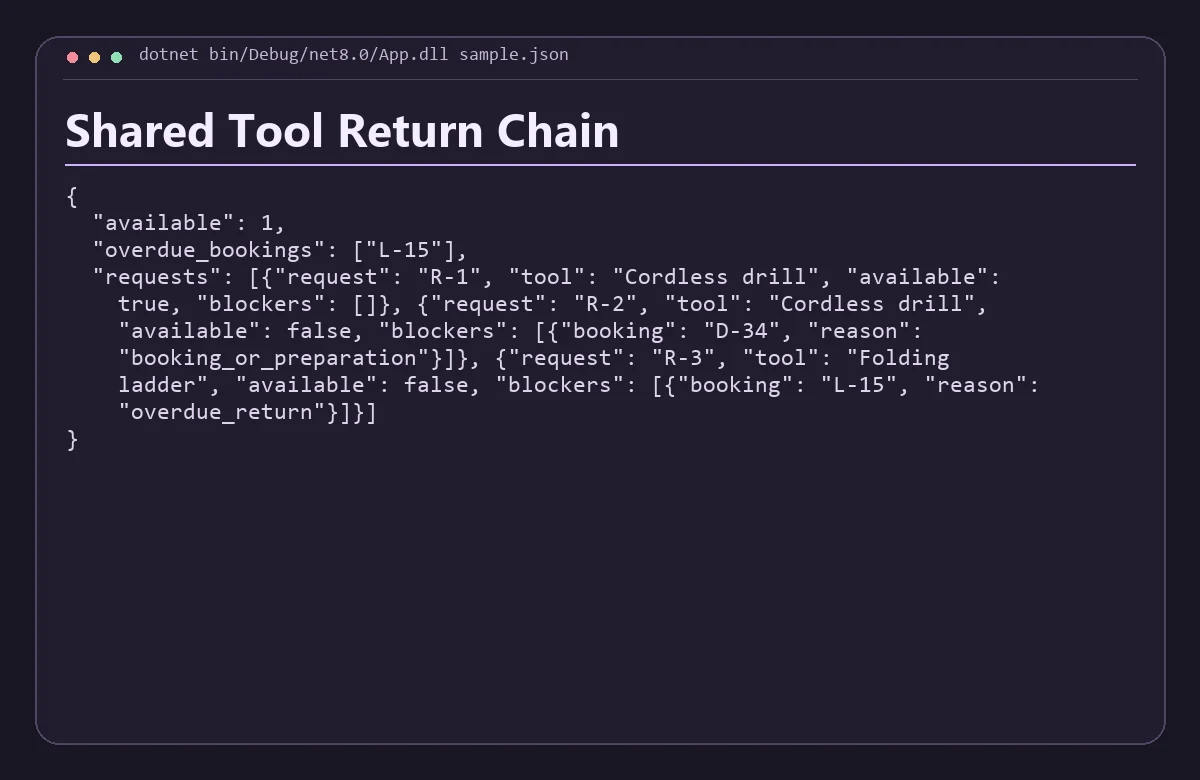 dotnet bin/Debug/net8.0/App.dll sample.json
Shared Tool Return Chain
{
  "available": 1,
  "overdue_bookings": ["L-15"],
  "requests": [{"request": "R-1", "tool": "Cordless drill", "available":
    true, "blockers": []}, {"request": "R-2", "tool": "Cordless drill",
    "available": false, "blockers": [{"booking": "D-34", "reason":
    "booking_or_preparation"}]}, {"request": "R-3", "tool": "Folding
    ladder", "available": false, "blockers": [{"booking": "L-15", "reason":
    "overdue_return"}]}]
}